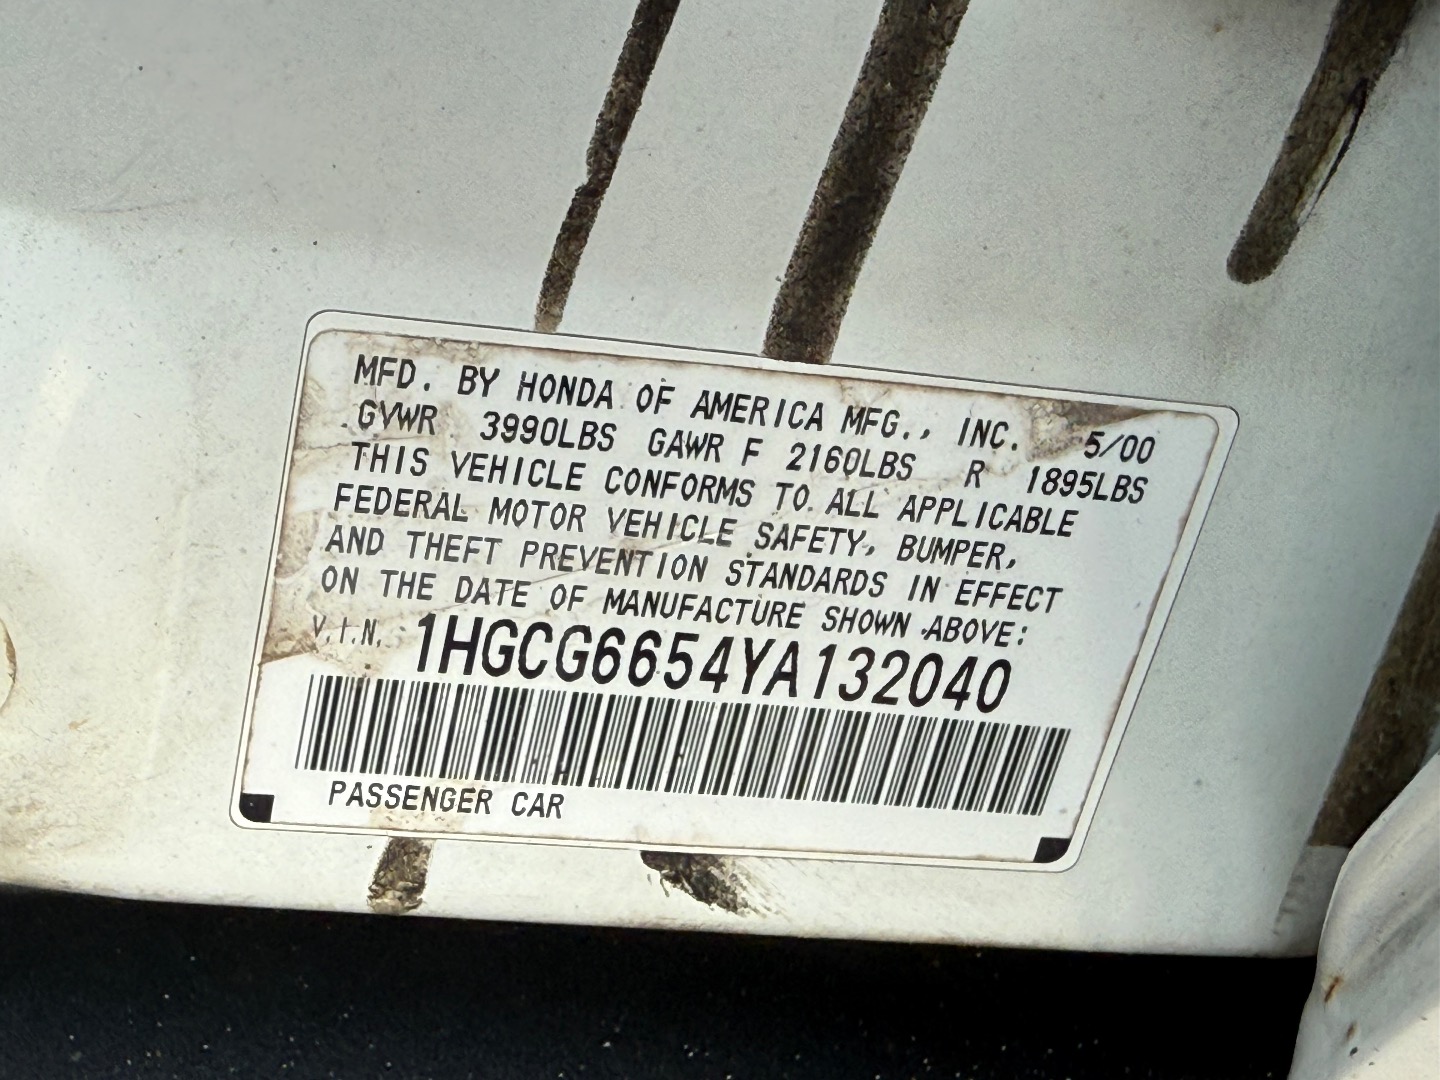 MFD. BY HONDA OF AMERICA MFG., INC. 5/00
GVWR 3990LBS GAWR F 2160LBS R 1895LBS
THIS VEHICLE CONFORMS TO ALL APPLICABLE
FEDERAL MOTOR VEHICLE SAFETY, BUMPER,
AND THEFT PREVENTION STANDARDS IN EFFECT
ON THE DATE OF MANUFACTURE SHOWN ABOVE:
V.I.N. 1HGCG6654YA132040
PASSENGER CAR